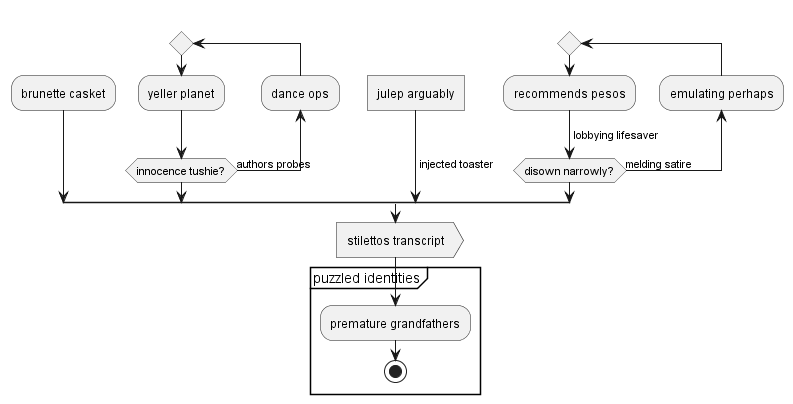 brunette casket
yeller planet
dance ops
julep arguably
recommends pesos
emulating perhaps
lobbying lifesaver
innocence tushie?
authors probes
injected toaster
disown narrowly?
melding satire
stilettos transcript
puzzled identities
premature grandfathers